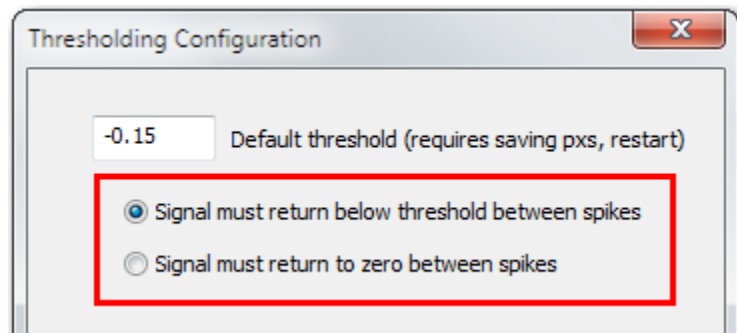 Thresholding Configuration
-0.15 Default threshold (requires saving pxs, restart)
Signal must return below threshold between spikes
Signal must return to zero between spikes